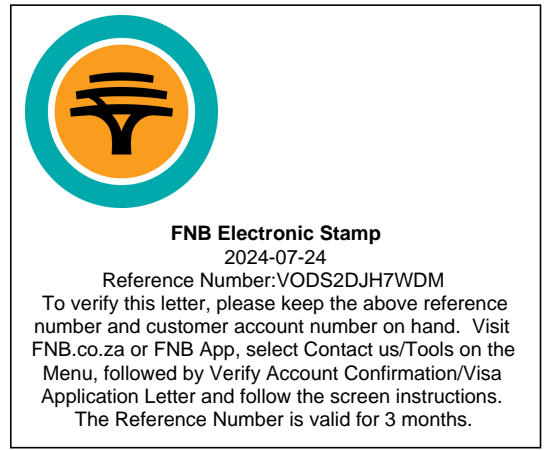 FNB Electronic Stamp
2024-07-24
Reference Number:VODS2DJH7WDM
To verify this letter, please keep the above reference
number and customer account number on hand.  Visit
FNB.co.za or FNB App, select Contact us/Tools on the
Menu, followed by Verify Account Confirmation/Visa
Application Letter and follow the screen instructions.
The Reference Number is valid for 3 months.